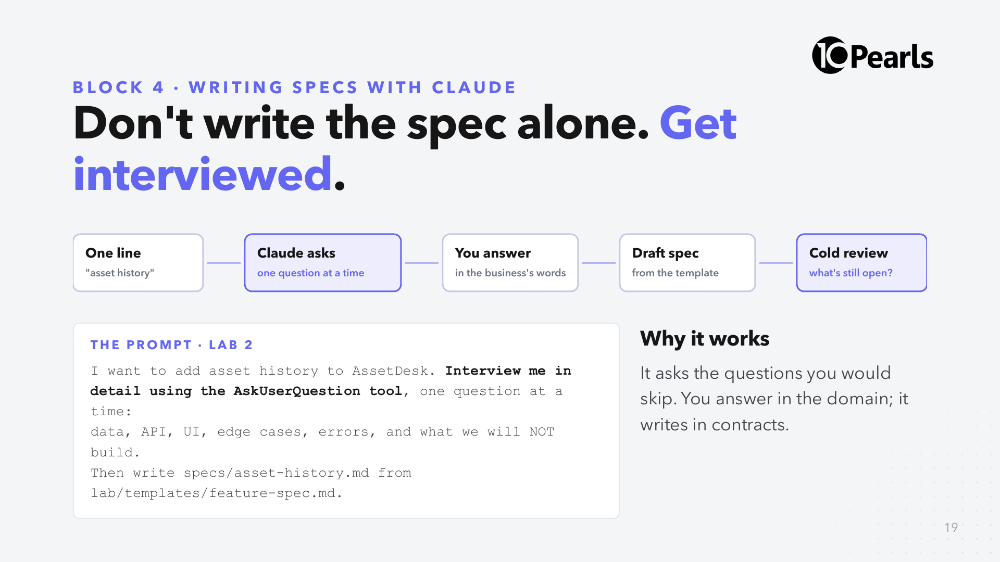 10Pearls
BLOCK 4 · WRITING SPECS WITH CLAUDE
Don't write the spec alone. Get
interviewed.
One line
"asset history"
Claude asks
one question at a time
You answer
in the business's words
Draft spec
from the template
Cold review
what's still open?
THE PROMPT · LAB 2
I want to add asset history to AssetDesk. Interview me in
detail using the AskUserQuestion tool, one question at a
time:
data, API, UI, edge cases, errors, and what we will NOT
build.
Then write specs/asset-history.md from
lab/templates/feature-spec.md.
Why it works
It asks the questions you would
skip. You answer in the domain; it
writes in contracts.
19